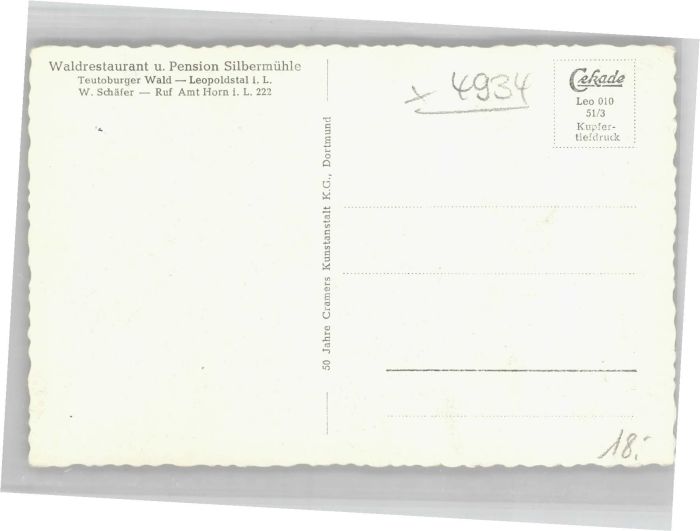 Waldrestaurant u. Pension Silbermühle
Teutoburger Wald — Leopoldstal i. L.
W. Schäfer — Ruf Amt Horn i. L. 222
50 Jahre Cramers Kunstanstalt K.G., Dortmund
x 4934
Cekade
Leo 010
51/3
Kupfer-
tiefdruck
18.-